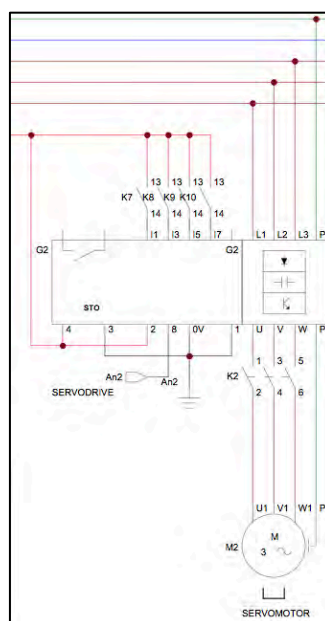 13 13 13 13
K7 K8 K9 K10
14 14 14 14
I1 I3 I5 I7 L1 L2 L3 P
G2 G2
STO
4 3 2 8 0V 1 U V W P
An2 An2
SERVODRIVE
1 3 5
K2
2 4 6
U1 V1 W1 P
M2 M
3
SERVOMOTOR